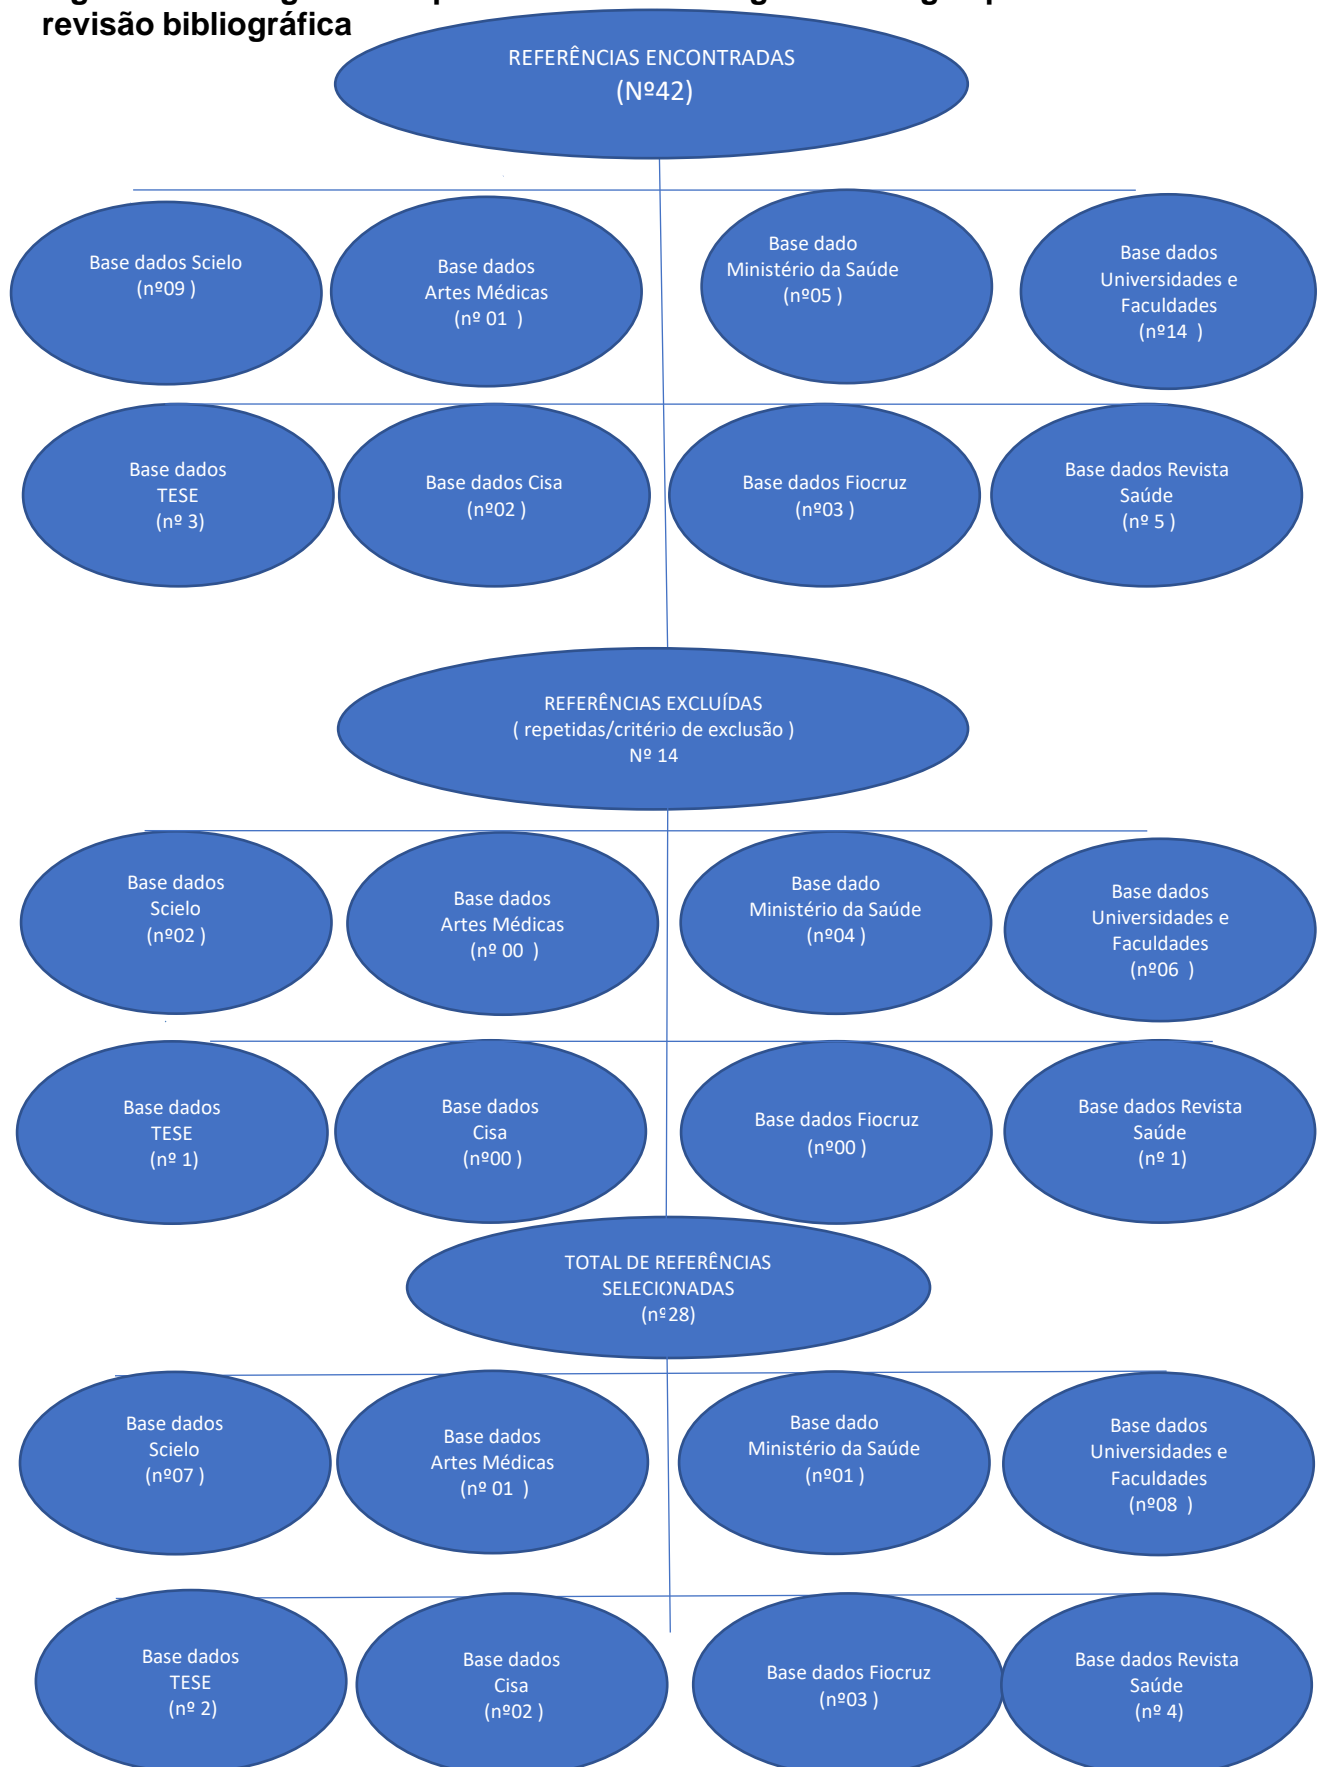 revisão bibliográfica
REFERÊNCIAS ENCONTRADAS
(Nº42)
Base dados Scielo
(nº09 )
Base dados
Artes Médicas
(nº 01 )
Base dado
Ministério da Saúde
(nº05 )
Base dados
Universidades e
Faculdades
(nº14 )
Base dados
TESE
(nº 3)
Base dados Cisa
(nº02 )
Base dados Fiocruz
(nº03 )
Base dados Revista
Saúde
(nº 5 )
REFERÊNCIAS EXCLUÍDAS
( repetidas/critério de exclusão )
Nº 14
Base dados
Scielo
(nº02 )
Base dados
Artes Médicas
(nº 00 )
Base dado
Ministério da Saúde
(nº04 )
Base dados
Universidades e
Faculdades
(nº06 )
Base dados
TESE
(nº 1)
Base dados
Cisa
(nº00 )
Base dados Fiocruz
(nº00 )
Base dados Revista
Saúde
(nº 1)
TOTAL DE REFERÊNCIAS
SELECIONADAS
(nº28)
Base dados
Scielo
(nº07 )
Base dados
Artes Médicas
(nº 01 )
Base dado
Ministério da Saúde
(nº01 )
Base dados
Universidades e
Faculdades
(nº08 )
Base dados
TESE
(nº 2)
Base dados
Cisa
(nº02 )
Base dados Fiocruz
(nº03 )
Base dados Revista
Saúde
(nº 4)